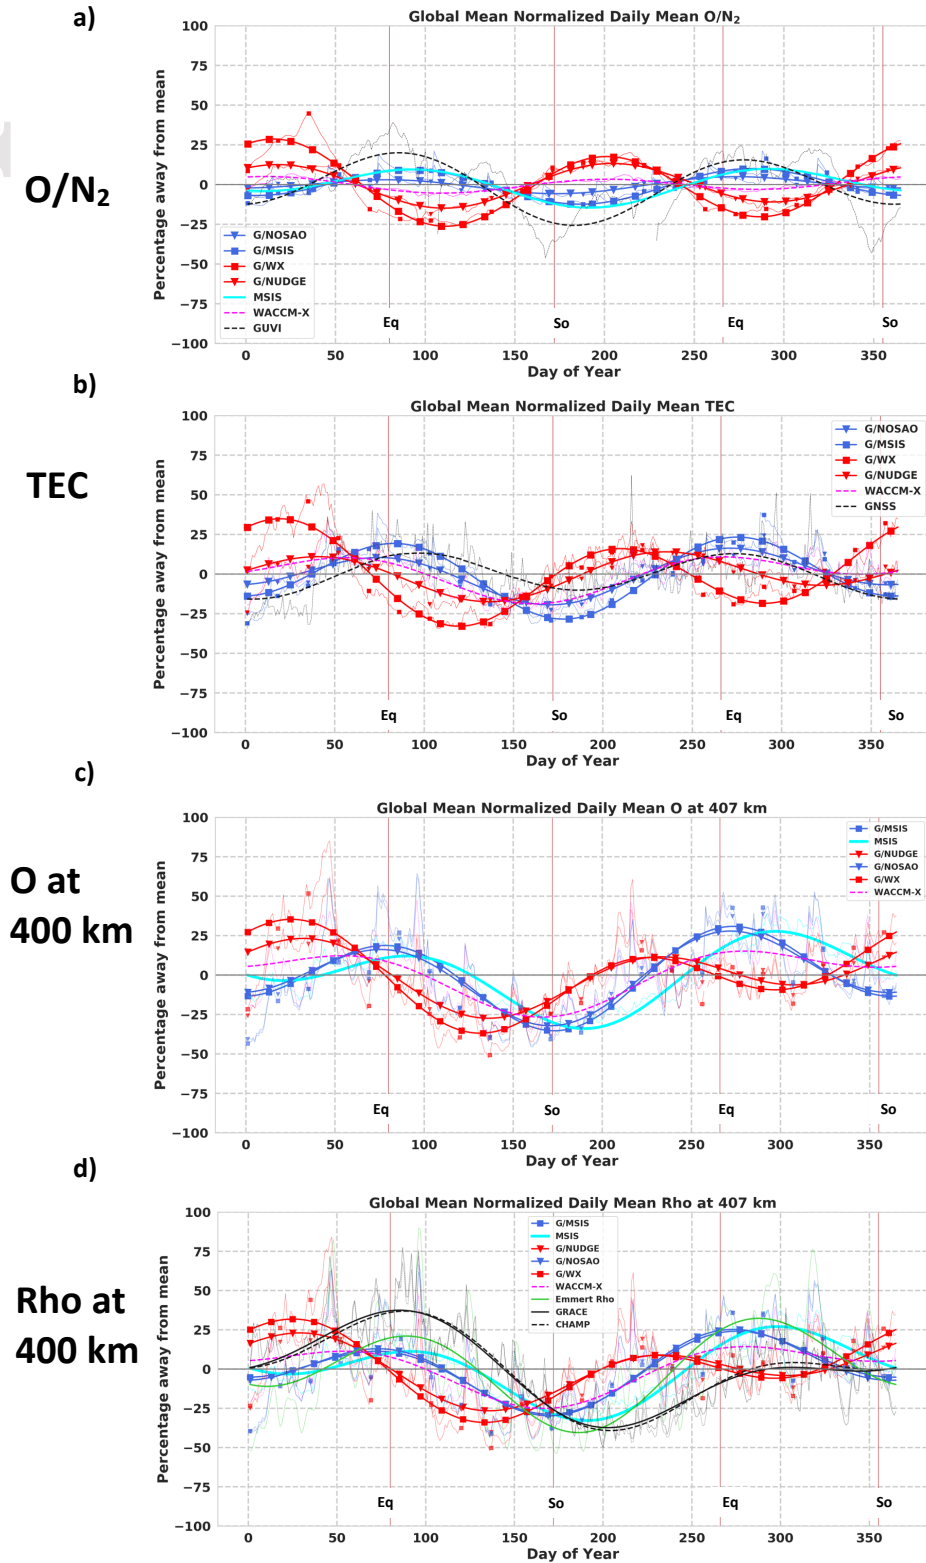 a)
Global Mean Normalized Daily Mean O/N₂
O/N₂
Percentage away from mean
100
75
50
25
0
−25
−50
−75
−100
G/NOSAO
G/MSIS
G/WX
G/NUDGE
MSIS
WACCM-X
GUVI
Eq
So
Eq
So
0 50 100 150 200 250 300 350
Day of Year
b)
Global Mean Normalized Daily Mean TEC
TEC
Percentage away from mean
100
75
50
25
0
−25
−50
−75
−100
G/NOSAO
G/MSIS
G/WX
G/NUDGE
WACCM-X
GNSS
Eq
So
Eq
So
0 50 100 150 200 250 300 350
Day of Year
c)
Global Mean Normalized Daily Mean O at 407 km
O at
400 km
Percentage away from mean
100
75
50
25
0
−25
−50
−75
−100
G/MSIS
MSIS
G/NUDGE
G/NOSAO
G/WX
WACCM-X
Eq
So
Eq
So
0 50 100 150 200 250 300 350
Day of Year
d)
Global Mean Normalized Daily Mean Rho at 407 km
Rho at
400 km
Percentage away from mean
100
75
50
25
0
−25
−50
−75
−100
G/MSIS
MSIS
G/NUDGE
G/NOSAO
G/WX
WACCM-X
Emmert Rho
GRACE
CHAMP
Eq
So
Eq
So
0 50 100 150 200 250 300 350
Day of Year